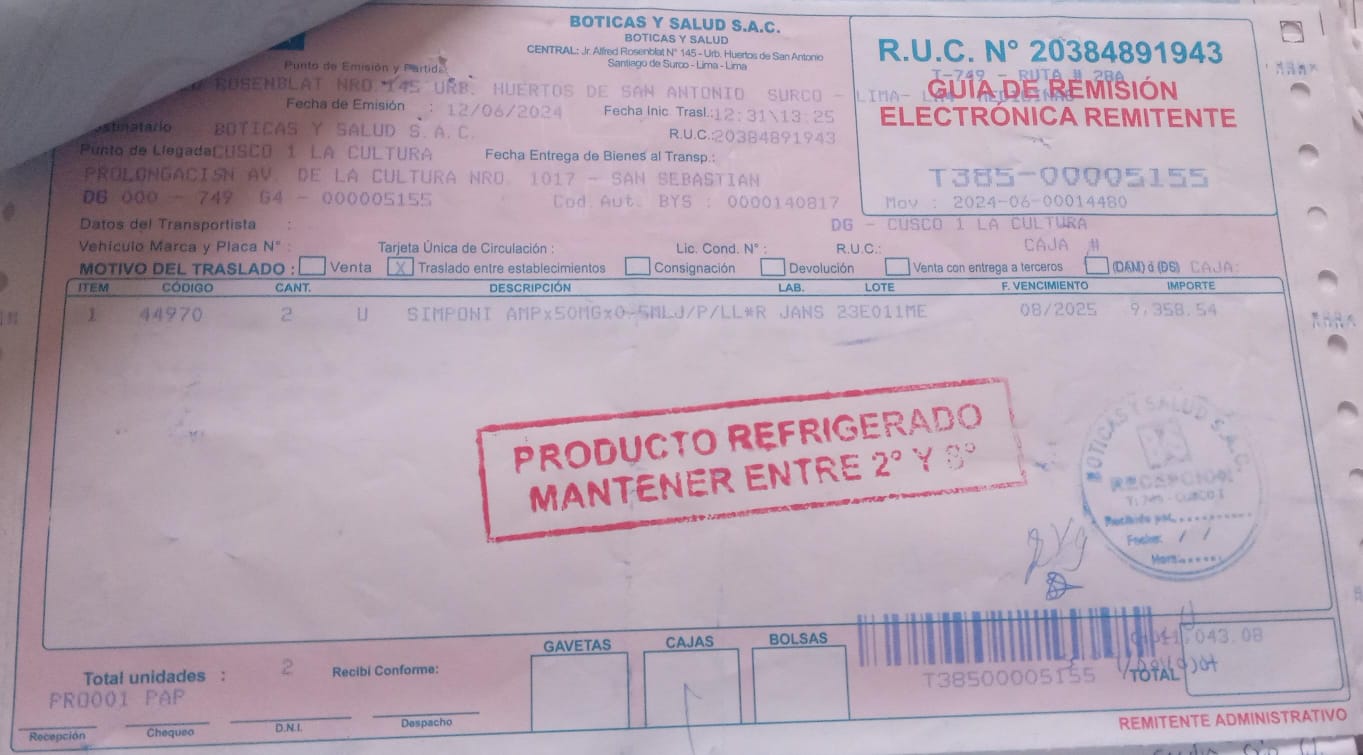 BOTICAS Y SALUD S.A.C.
BOTICAS Y SALUD
CENTRAL: Jr. Alfred Rosenblat N° 145 - Urb. Huertos de San Antonio
Santiago de Surco - Lima - Lima
R.U.C. N° 20384891943
T-749 - RUTA # 28A
GUÍA DE REMISIÓN
ELECTRÓNICA REMITENTE
T385-00005155
Mov : 2024-06-00014480
Punto de Emisión y Partida
ROSENBLAT NRO 145 URB. HUERTOS DE SAN ANTONIO SURCO - LIMA-
Fecha de Emisión : 12/06/2024 Fecha Inic. Trasl.: 12:31\13:25
BOTICAS Y SALUD S.A.C. R.U.C.: 20384891943
Punto de Llegada CUSCO 1 LA CULTURA Fecha Entrega de Bienes al Transp.:
PROLONGACISN AV. DE LA CULTURA NRO. 1017 - SAN SEBASTIAN
DG 000 - 749 G4 - 000005155 Cod Aut. BYS : 0000140817
Datos del Transportista : DG - CUSCO 1 LA CULTURA
Vehículo Marca y Placa N° : Tarjeta Única de Circulación : Lic. Cond. N° : R.U.C.: CAJA #
MOTIVO DEL TRASLADO : Venta X Traslado entre establecimientos Consignación Devolución Venta con entrega a terceros (DAM) ó (DS) CAJA:
ITEM CÓDIGO CANT. DESCRIPCIÓN LAB. LOTE F. VENCIMIENTO IMPORTE
1 44970 2 U SIMPONI AMPx50MGx0-5MLJ/P/LL*R JANS 23E011ME 08/2025 9,358.54
PRODUCTO REFRIGERADO
MANTENER ENTRE 2° Y 8°
BOTICAS Y SALUD S.A.C.
RECEPCION
Recibido por
Fecha: / /
Hora:
GAVETAS CAJAS BOLSAS
Total unidades : 2 Recibí Conforme:
043.08
T38500005155 TOTAL
PRO001 PAP
Recepción Chequeo D.N.I. Despacho
REMITENTE ADMINISTRATIVO